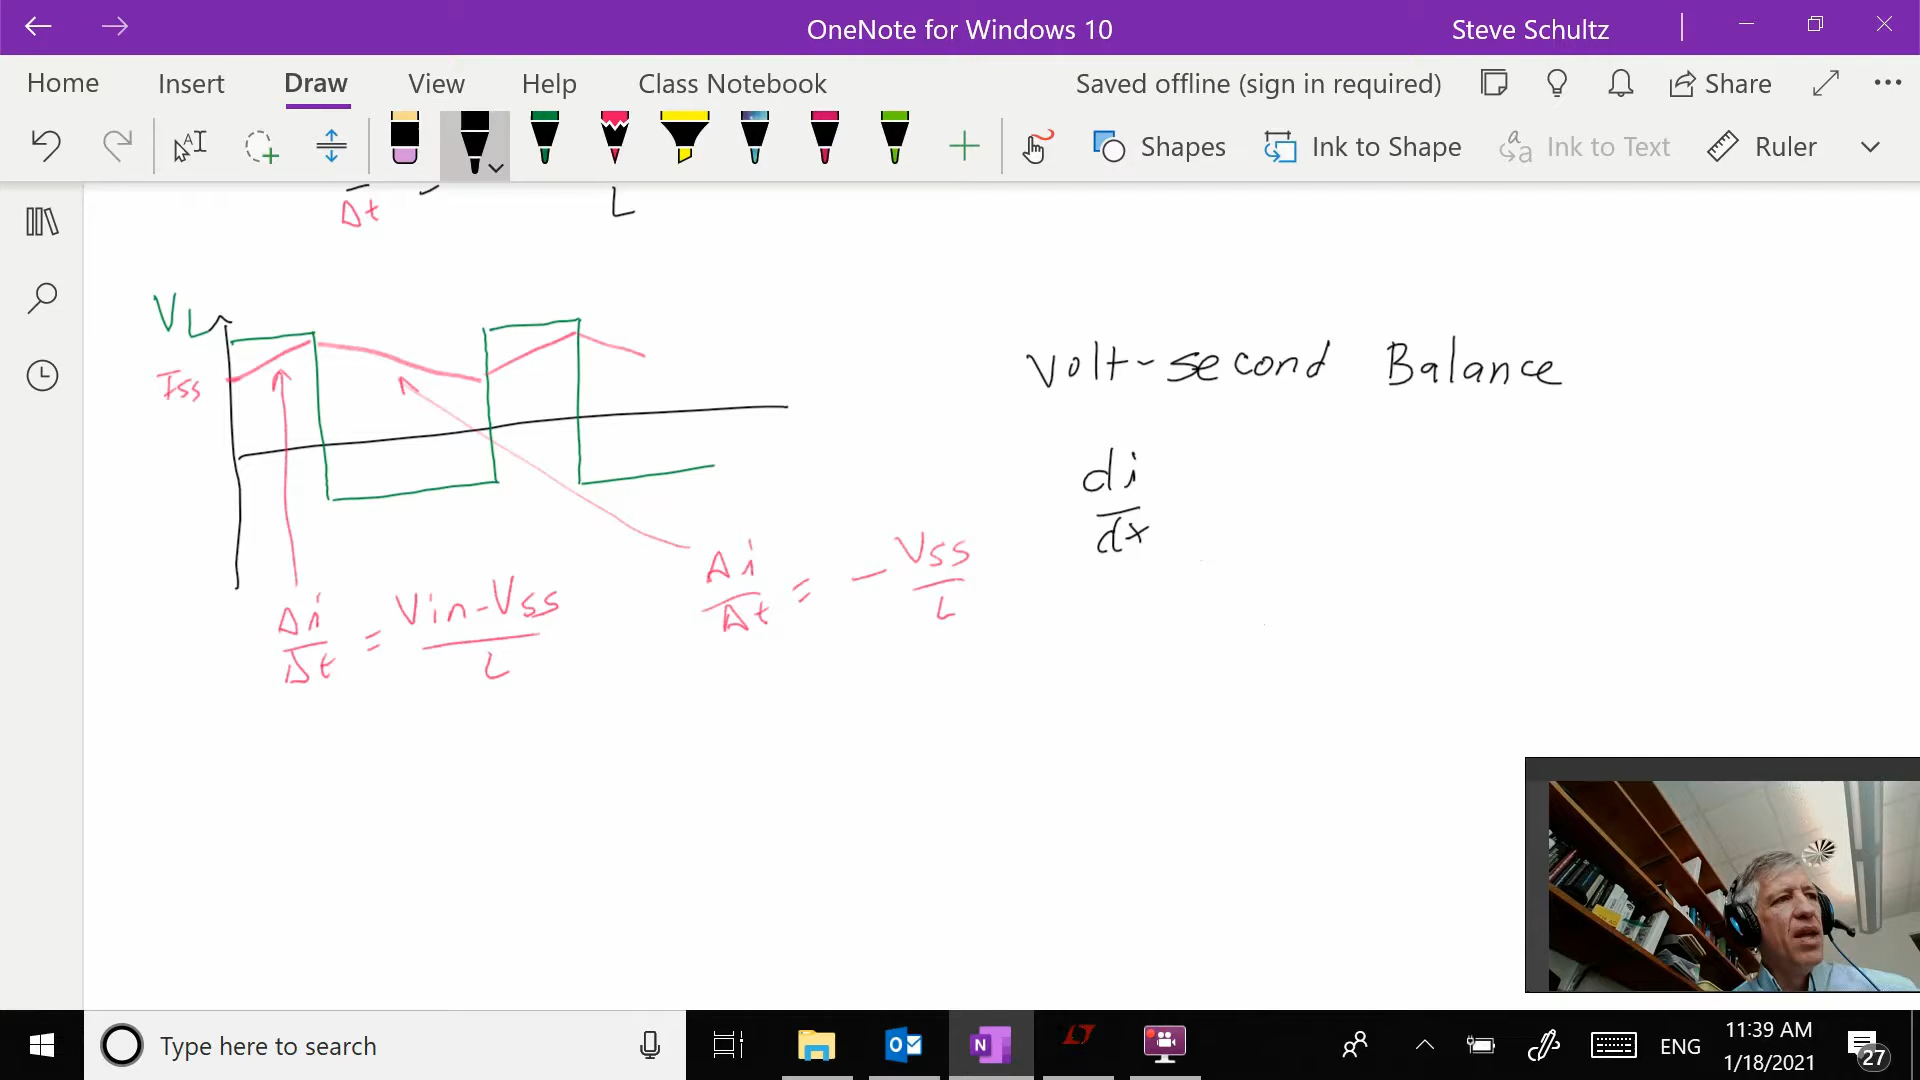 OneNote for Windows 10
Steve Schultz
Home Insert Draw View Help Class Notebook
Saved offline (sign in required)
Share
Shapes
Ink to Shape
Ink to Text
Ruler
Δt
L
VL
Iss
Volt-second Balance
di
dx
Δi
Δt
=
Vin-Vss
L
Δi
Δt
= -
Vss
L
Type here to search
N
ENG
11:39 AM
1/18/2021
27